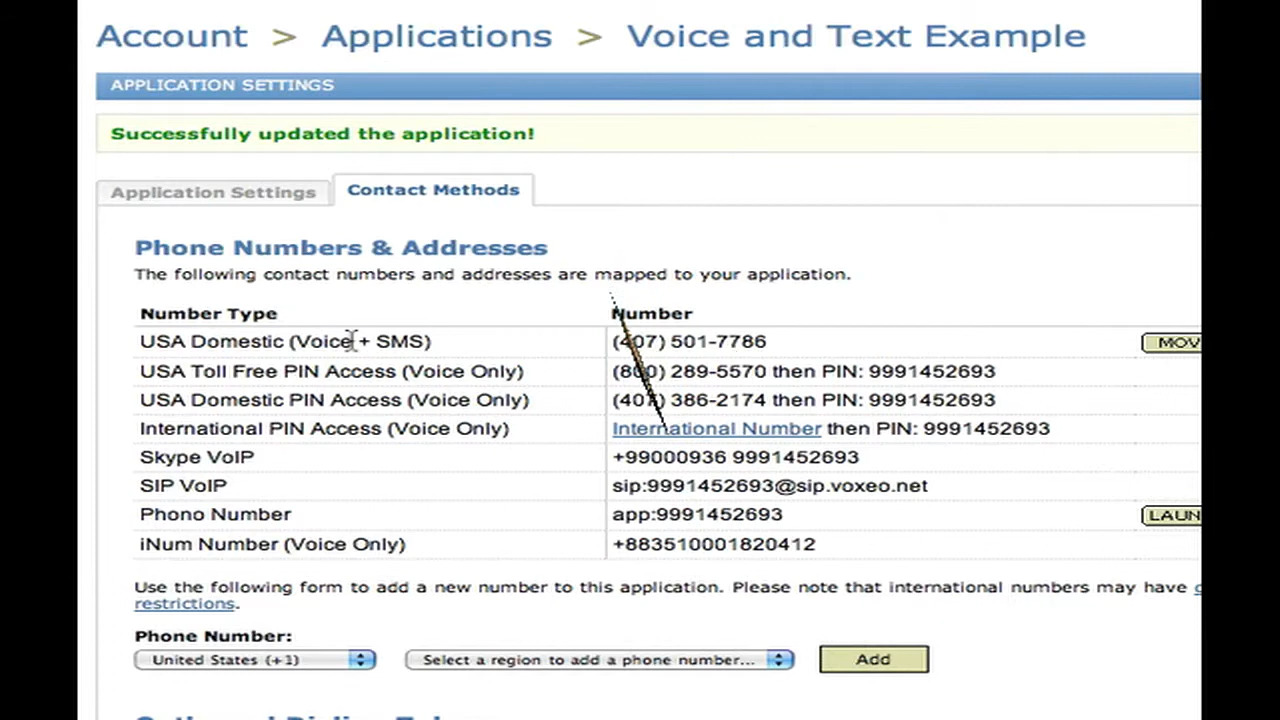 Account > Applications > Voice and Text Example
APPLICATION SETTINGS
Successfully updated the application!
Application Settings Contact Methods
Phone Numbers & Addresses
The following contact numbers and addresses are mapped to your application.
Number Type Number
USA Domestic (Voice + SMS) (407) 501-7786 MOV
USA Toll Free PIN Access (Voice Only) (800) 289-5570 then PIN: 9991452693
USA Domestic PIN Access (Voice Only) (407) 386-2174 then PIN: 9991452693
International PIN Access (Voice Only) International Number then PIN: 9991452693
Skype VoIP +99000936 9991452693
SIP VoIP sip:9991452693@sip.voxeo.net
Phono Number app:9991452693 LAUN
iNum Number (Voice Only) +883510001820412
Use the following form to add a new number to this application. Please note that international numbers may have
restrictions.
Phone Number:
United States (+1) Select a region to add a phone number... Add